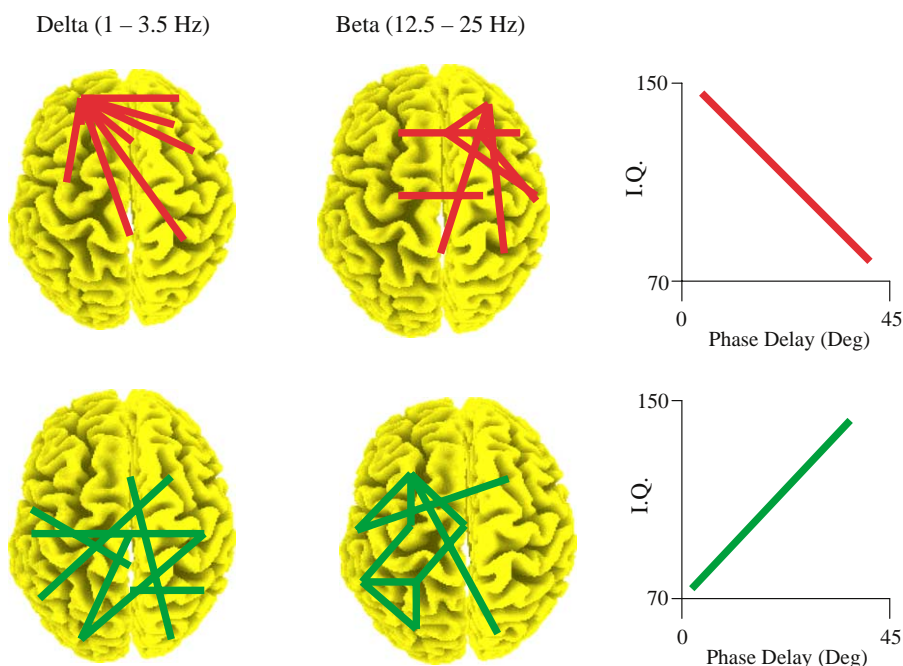 Delta (1 – 3.5 Hz)
Beta (12.5 – 25 Hz)
150
I.Q.
70
0
45
Phase Delay (Deg)
150
I.Q.
70
0
45
Phase Delay (Deg)